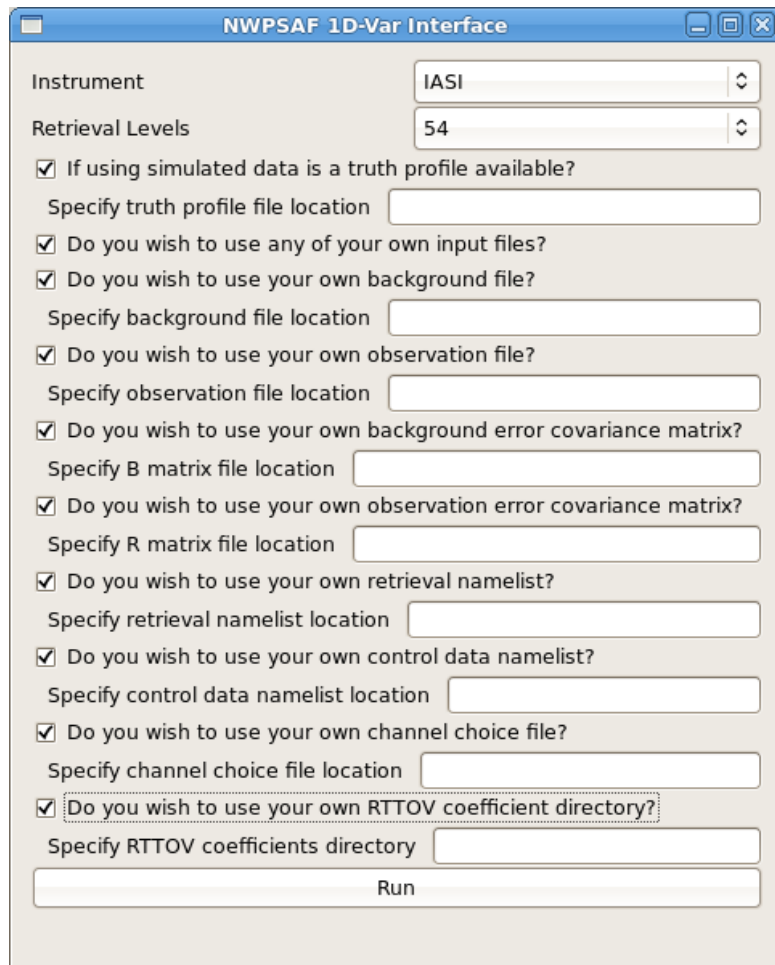 NWPSAF 1D-Var Interface
Instrument IASI
Retrieval Levels 54
If using simulated data is a truth profile available?
Specify truth profile file location
Do you wish to use any of your own input files?
Do you wish to use your own background file?
Specify background file location
Do you wish to use your own observation file?
Specify observation file location
Do you wish to use your own background error covariance matrix?
Specify B matrix file location
Do you wish to use your own observation error covariance matrix?
Specify R matrix file location
Do you wish to use your own retrieval namelist?
Specify retrieval namelist location
Do you wish to use your own control data namelist?
Specify control data namelist location
Do you wish to use your own channel choice file?
Specify channel choice file location
Do you wish to use your own RTTOV coefficient directory?
Specify RTTOV coefficients directory
Run